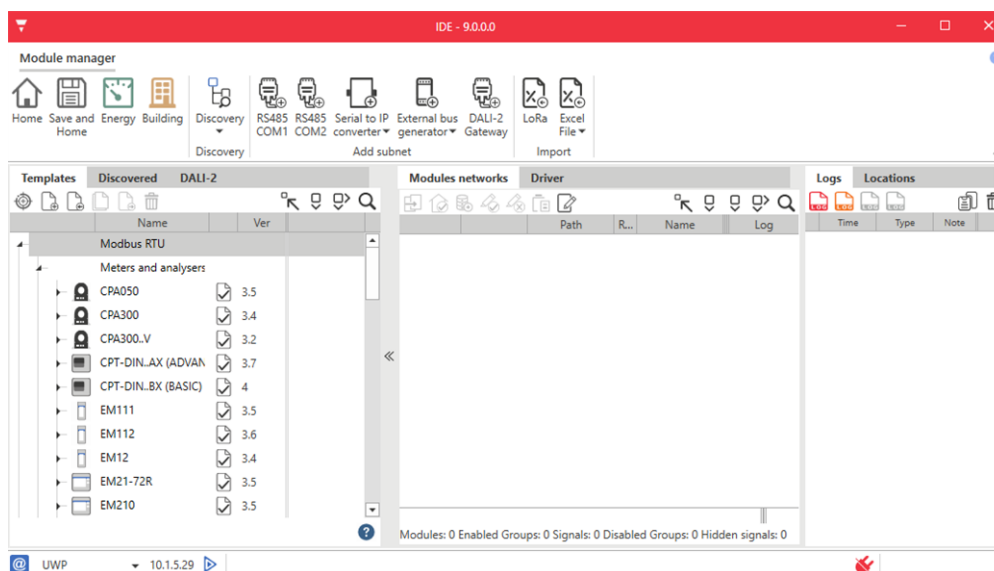 IDE - 9.0.0.0
Module manager
Home
Save and
Home
Energy
Building
Discovery
RS485
COM1
RS485
COM2
Serial to IP
converter
External bus
generator
DALI-2
Gateway
LoRa
Excel
File
Discovery
Add subnet
Import
Templates Discovered DALI-2
Name Ver
Modbus RTU
Meters and analysers
CPA050 3.5
CPA300 3.4
CPA300..V 3.2
CPT-DIN..AX (ADVAN 3.7
CPT-DIN..BX (BASIC) 4
EM111 3.5
EM112 3.6
EM12 3.4
EM21-72R 3.5
EM210 3.5
Modules networks Driver
Path R... Name Log
Modules: 0 Enabled Groups: 0 Signals: 0 Disabled Groups: 0 Hidden signals: 0
Logs Locations
LOG LOG LOG LOG
Time Type Note
UWP 10.1.5.29